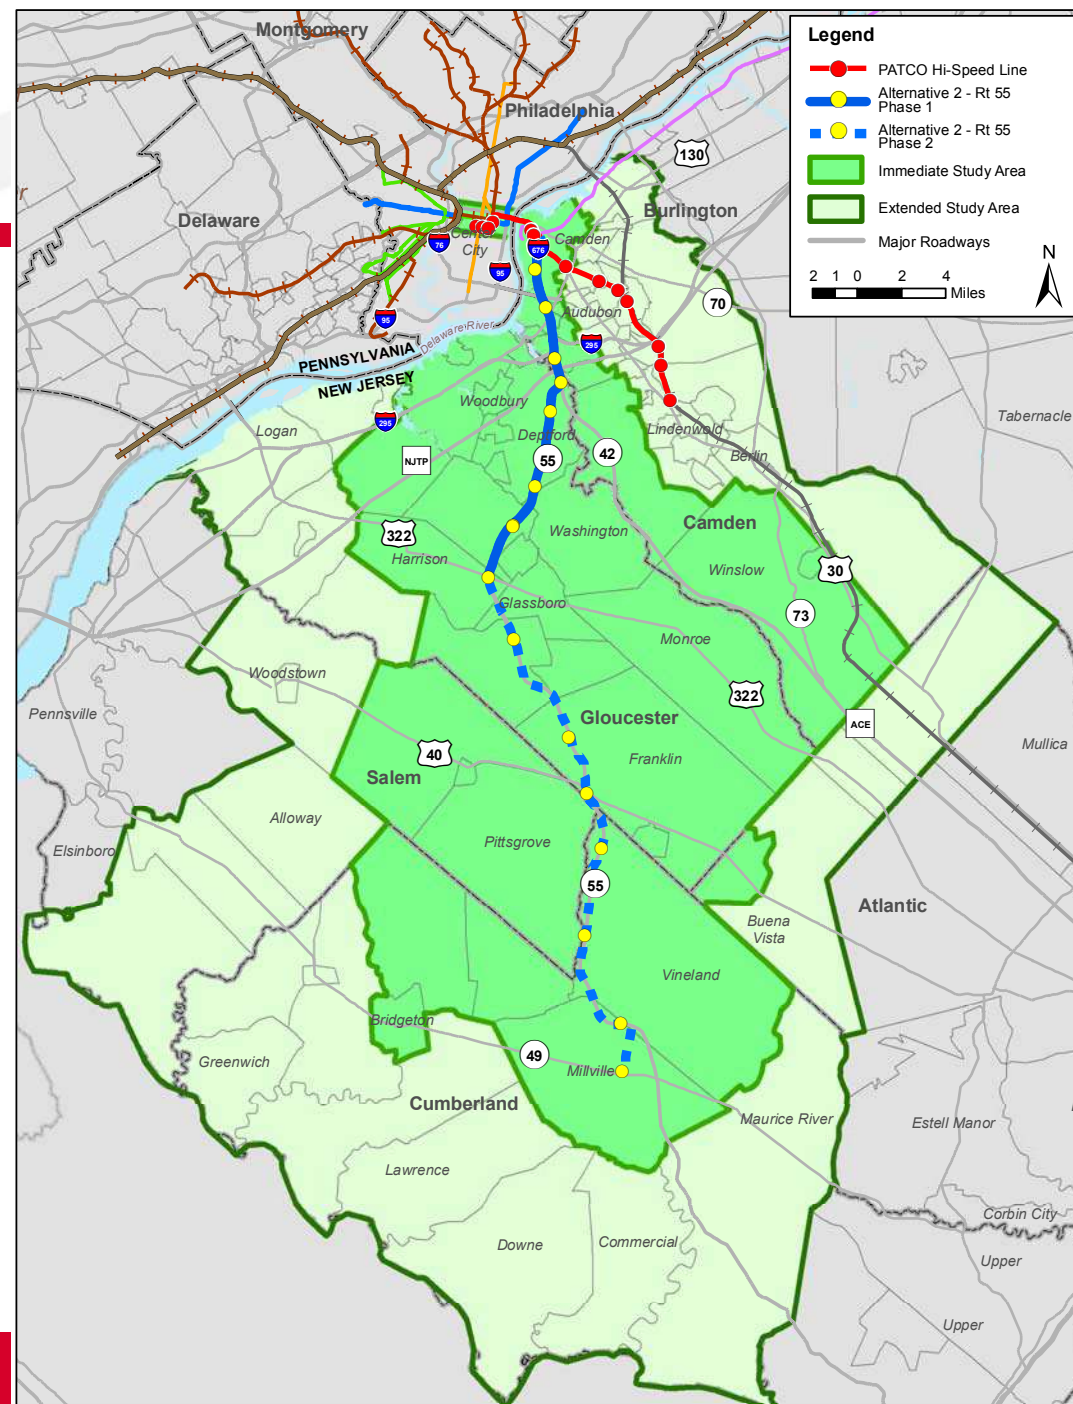 Legend
PATCO Hi-Speed Line
Alternative 2 - Rt 55
Phase 1
Alternative 2 - Rt 55
Phase 2
Immediate Study Area
Extended Study Area
Major Roadways
N
2 1 0 2 4
Miles
Montgomery
Philadelphia
130
Delaware
Burlington
Center
City
Camden
76
676
95
70
Audubon
95
Delaware River
295
PENNSYLVANIA
NEW JERSEY
Woodbury
Tabernacle
Logan
295
Deptford
Lindenwold
NJTP
55
42
Berlin
Camden
322
Washington
Harrison
Winslow
30
Glassboro
73
Monroe
Woodstown
322
Pennsville
Gloucester
ACE
40
Franklin
Mullica
Salem
Alloway
Pittsgrove
Elsinboro
55
Atlantic
Buena
Vista
Vineland
Bridgeton
Greenwich
49
Millville
Cumberland
Maurice River
Estell Manor
Lawrence
Corbin City
Downe
Commercial
Upper
Upper